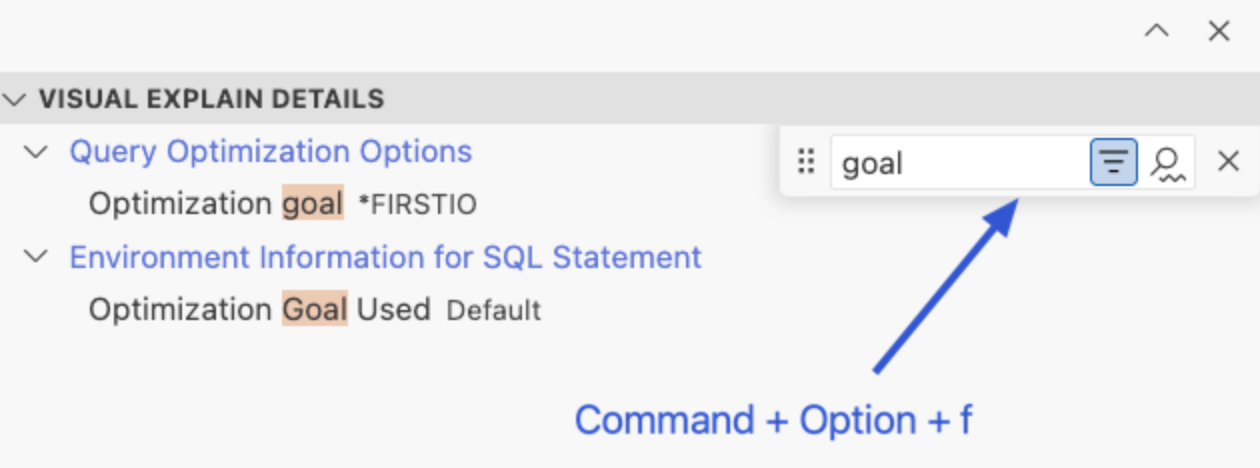 VISUAL EXPLAIN DETAILS
Query Optimization Options
goal
Optimization goal *FIRSTIO
Environment Information for SQL Statement
Optimization Goal Used Default
Command + Option + f